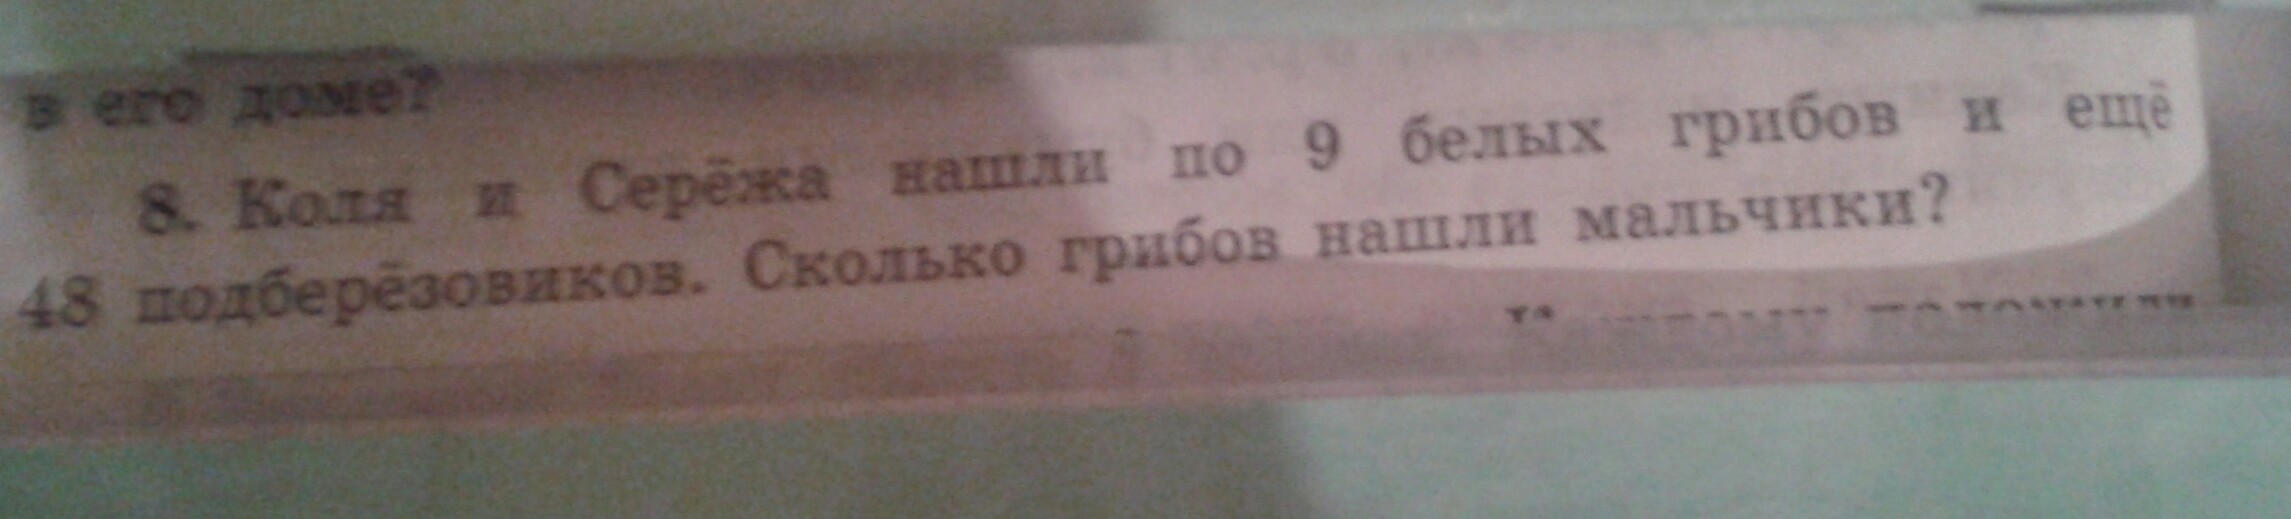 в его доме?
8. Коля и Серёжа нашли по 9 белых грибов и ещё
48 подберёзовиков. Сколько грибов нашли мальчики?